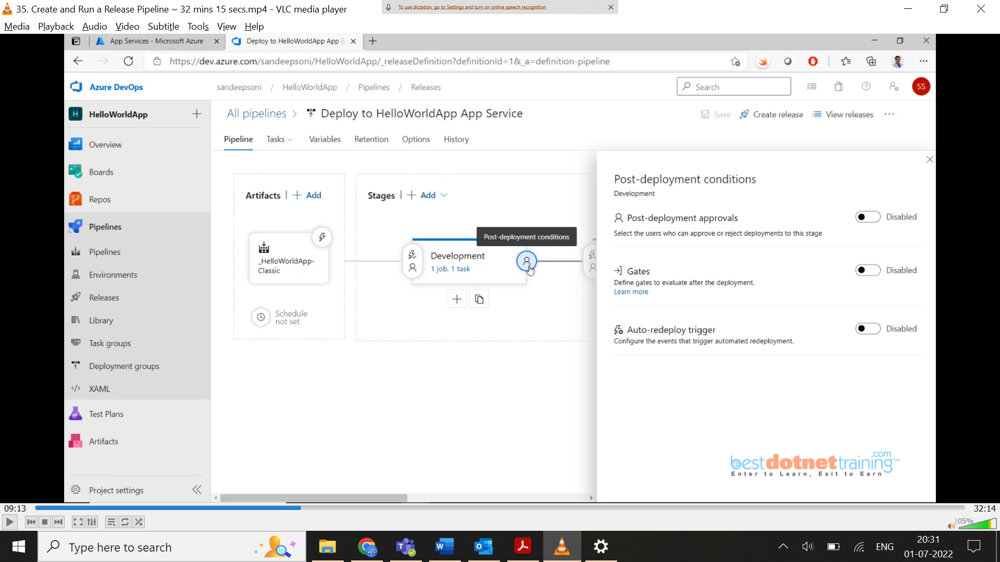 35. Create and Run a Release Pipeline ~ 32 mins 15 secs.mp4 - VLC media player
To use dictation, go to Settings and turn on online speech recognition
Media Playback Audio Video Subtitle Tools View Help
App Services - Microsoft Azure
Deploy to HelloWorldApp App S
https://dev.azure.com/sandeepsoni/HelloWorldApp/_releaseDefinition?definitionId=1&_a=definition-pipeline
Azure DevOps
sandeepsoni / HelloWorldApp / Pipelines / Releases
Search
SS
H HelloWorldApp
Overview
Boards
Repos
Pipelines
Pipelines
Environments
Releases
Library
Task groups
Deployment groups
XAML
Test Plans
Artifacts
Project settings
All pipelines > Deploy to HelloWorldApp App Service
Save Create release View releases ...
Pipeline Tasks Variables Retention Options History
Artifacts | + Add
Stages | + Add
_HelloWorldApp-
Classic
Schedule
not set
Post-deployment conditions
Development
1 job, 1 task
Post-deployment conditions
Development
Post-deployment approvals
Disabled
Select the users who can approve or reject deployments to this stage
Gates
Disabled
Define gates to evaluate after the deployment.
Learn more
Auto-redeploy trigger
Disabled
Configure the events that trigger automated redeployment.
bestdotnettraining.com™
Enter to Learn, Exit to Earn
09:13
32:14
105%
Type here to search
ENG
20:31
01-07-2022